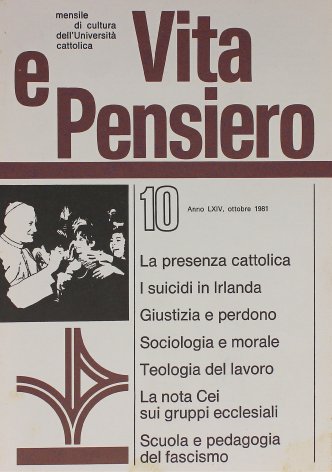 mensile
di cultura
dell'Università
cattolica
Vita
e Pensiero
10
Anno LXIV, ottobre 1981
La presenza cattolica
I suicidi in Irlanda
Giustizia e perdono
Sociologia e morale
Teologia del lavoro
La nota Cei
sui gruppi ecclesiali
Scuola e pedagogia
del fascismo